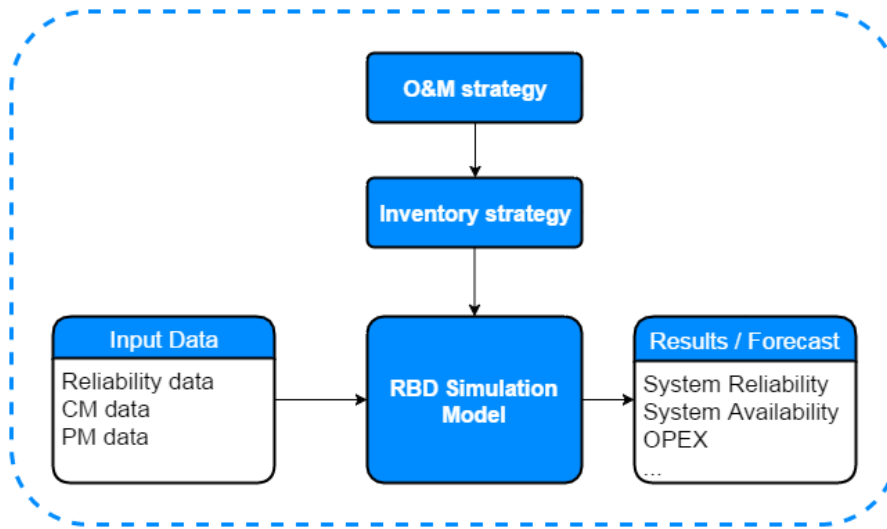 O&M strategy
Inventory strategy
Input Data
Reliability data
CM data
PM data
RBD Simulation
Model
Results / Forecast
System Reliability
System Availability
OPEX
...